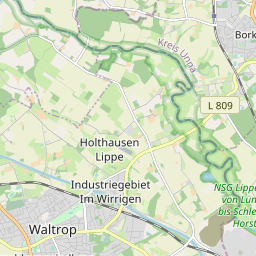 Bork
Kreis Unna
L 809
Holthausen
Lippe
Industriegebiet
Im Wirrigen
NSG Lippe
von Lün
bis Schle
Horst
Waltrop